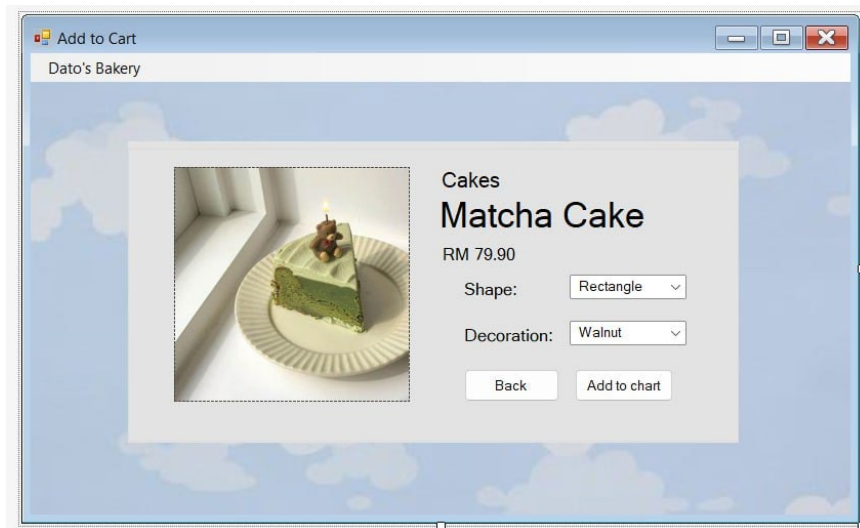 Add to Cart
Dato's Bakery
Cakes
Matcha Cake
RM 79.90
Shape: Rectangle
Decoration: Walnut
Back Add to chart